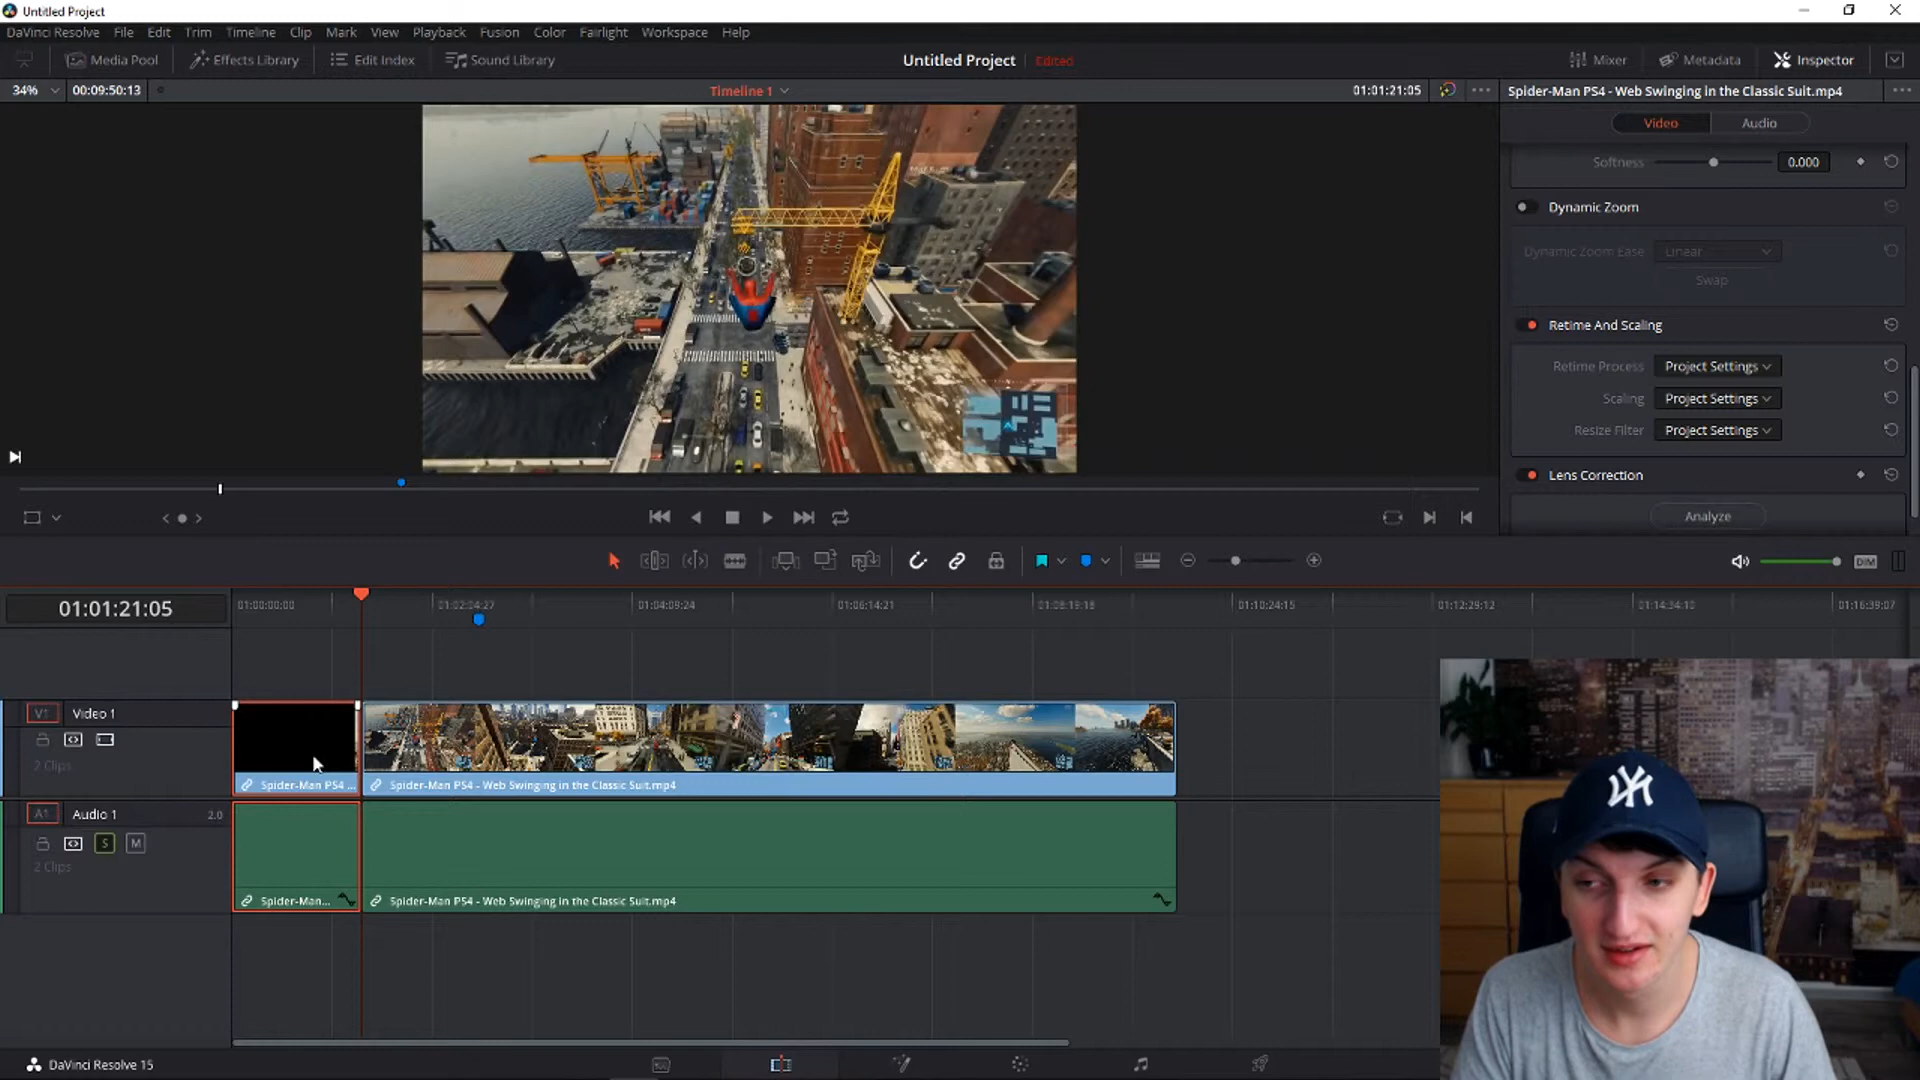 Untitled Project
DaVinci Resolve File Edit Trim Timeline Clip Mark View Playback Fusion Color Fairlight Workspace Help
Media Pool Effects Library Edit Index Sound Library Untitled Project Edited Mixer Metadata Inspector
34% 00:09:50:13 Timeline 1 01:01:21:05 Spider-Man PS4 - Web Swinging in the Classic Suit.mp4
Video Audio
Softness 0.000
Dynamic Zoom
Dynamic Zoom Ease Linear
Swap
Retime And Scaling
Retime Process Project Settings
Scaling Project Settings
Resize Filter Project Settings
Lens Correction
Analyze
DIM
01:01:21:05 01:00:00:00 01:02:04:27 01:04:09:24 01:06:14:21 01:08:19:18 01:10:24:15 01:12:29:12 01:14:34:10 01:16:39:07
V1 Video 1
2 Clips
Spider-Man PS4 ... Spider-Man PS4 - Web Swinging in the Classic Suit.mp4
A1 Audio 1 2.0
S M
2 Clips
Spider-Man... Spider-Man PS4 - Web Swinging in the Classic Suit.mp4
NY
DaVinci Resolve 15